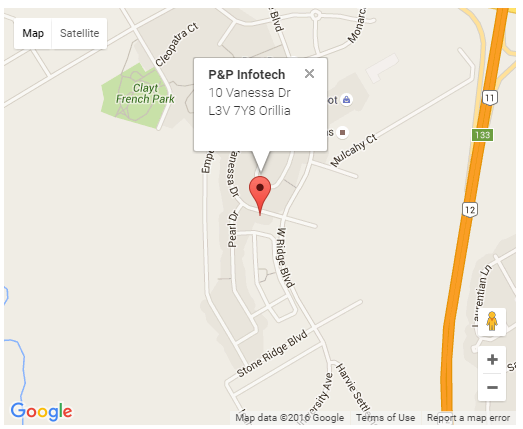 Map
Satellite
Cleopatra Ct
Monarc
Clayt
French Park
P&P Infotech
10 Vanessa Dr
L3V 7Y8 Orillia
ot
11
133
ns
Mulcahy Ct
Empe
anessa Dr
Pearl Dr
12
W Ridge Blvd
Laurentian Ln
Stone Ridge Blvd
Harvie Settl
ersity Ave
Google
Map data ©2016 Google
Terms of Use
Report a map error